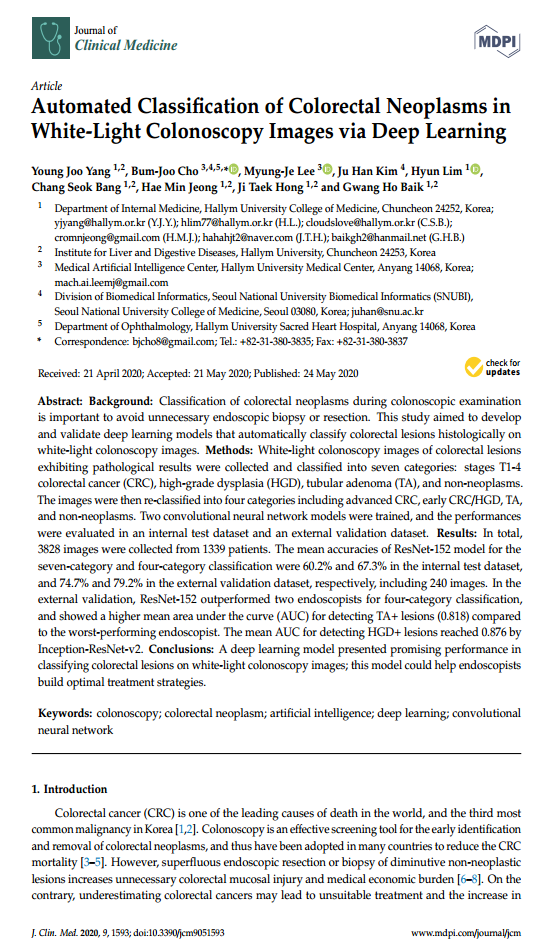 Journal of
Clinical Medicine
MDPI
Article
Automated Classification of Colorectal Neoplasms in
White-Light Colonoscopy Images via Deep Learning
Young Joo Yang 1,2, Bum-Joo Cho 3,4,5,*, Myung-Je Lee 3, Ju Han Kim 4, Hyun Lim 1,
Chang Seok Bang 1,2, Hae Min Jeong 1,2, Ji Taek Hong 1,2 and Gwang Ho Baik 1,2
1 Department of Internal Medicine, Hallym University College of Medicine, Chuncheon 24252, Korea;
yjyang@hallym.or.kr (Y.J.Y.); hlim77@hallym.or.kr (H.L.); cloudslove@hallym.or.kr (C.S.B.);
cromnjeong@gmail.com (H.M.J.); hahahjt2@naver.com (J.T.H.); baikgh2@hanmail.net (G.H.B.)
2 Institute for Liver and Digestive Diseases, Hallym University, Chuncheon 24253, Korea
3 Medical Artificial Intelligence Center, Hallym University Medical Center, Anyang 14068, Korea;
mach.ai.leemj@gmail.com
4 Division of Biomedical Informatics, Seoul National University Biomedical Informatics (SNUBI),
Seoul National University College of Medicine, Seoul 03080, Korea; juhan@snu.ac.kr
5 Department of Ophthalmology, Hallym University Sacred Heart Hospital, Anyang 14068, Korea
* Correspondence: bjcho8@gmail.com; Tel.: +82-31-380-3835; Fax: +82-31-380-3837
Received: 21 April 2020; Accepted: 21 May 2020; Published: 24 May 2020
check for
updates
Abstract: Background: Classification of colorectal neoplasms during colonoscopic examination
is important to avoid unnecessary endoscopic biopsy or resection. This study aimed to develop
and validate deep learning models that automatically classify colorectal lesions histologically on
white-light colonoscopy images. Methods: White-light colonoscopy images of colorectal lesions
exhibiting pathological results were collected and classified into seven categories: stages T1-4
colorectal cancer (CRC), high-grade dysplasia (HGD), tubular adenoma (TA), and non-neoplasms.
The images were then re-classified into four categories including advanced CRC, early CRC/HGD, TA,
and non-neoplasms. Two convolutional neural network models were trained, and the performances
were evaluated in an internal test dataset and an external validation dataset. Results: In total,
3828 images were collected from 1339 patients. The mean accuracies of ResNet-152 model for the
seven-category and four-category classification were 60.2% and 67.3% in the internal test dataset,
and 74.7% and 79.2% in the external validation dataset, respectively, including 240 images. In the
external validation, ResNet-152 outperformed two endoscopists for four-category classification,
and showed a higher mean area under the curve (AUC) for detecting TA+ lesions (0.818) compared
to the worst-performing endoscopist. The mean AUC for detecting HGD+ lesions reached 0.876 by
Inception-ResNet-v2. Conclusions: A deep learning model presented promising performance in
classifying colorectal lesions on white-light colonoscopy images; this model could help endoscopists
build optimal treatment strategies.
Keywords: colonoscopy; colorectal neoplasm; artificial intelligence; deep learning; convolutional
neural network
1. Introduction
Colorectal cancer (CRC) is one of the leading causes of death in the world, and the third most
common malignancy in Korea [1,2]. Colonoscopy is an effective screening tool for the early identification
and removal of colorectal neoplasms, and thus have been adopted in many countries to reduce the CRC
mortality [3–5]. However, superfluous endoscopic resection or biopsy of diminutive non-neoplastic
lesions increases unnecessary colorectal mucosal injury and medical economic burden [6–8]. On the
contrary, underestimating colorectal cancers may lead to unsuitable treatment and the increase in
J. Clin. Med. 2020, 9, 1593; doi:10.3390/jcm9051593
www.mdpi.com/journal/jcm